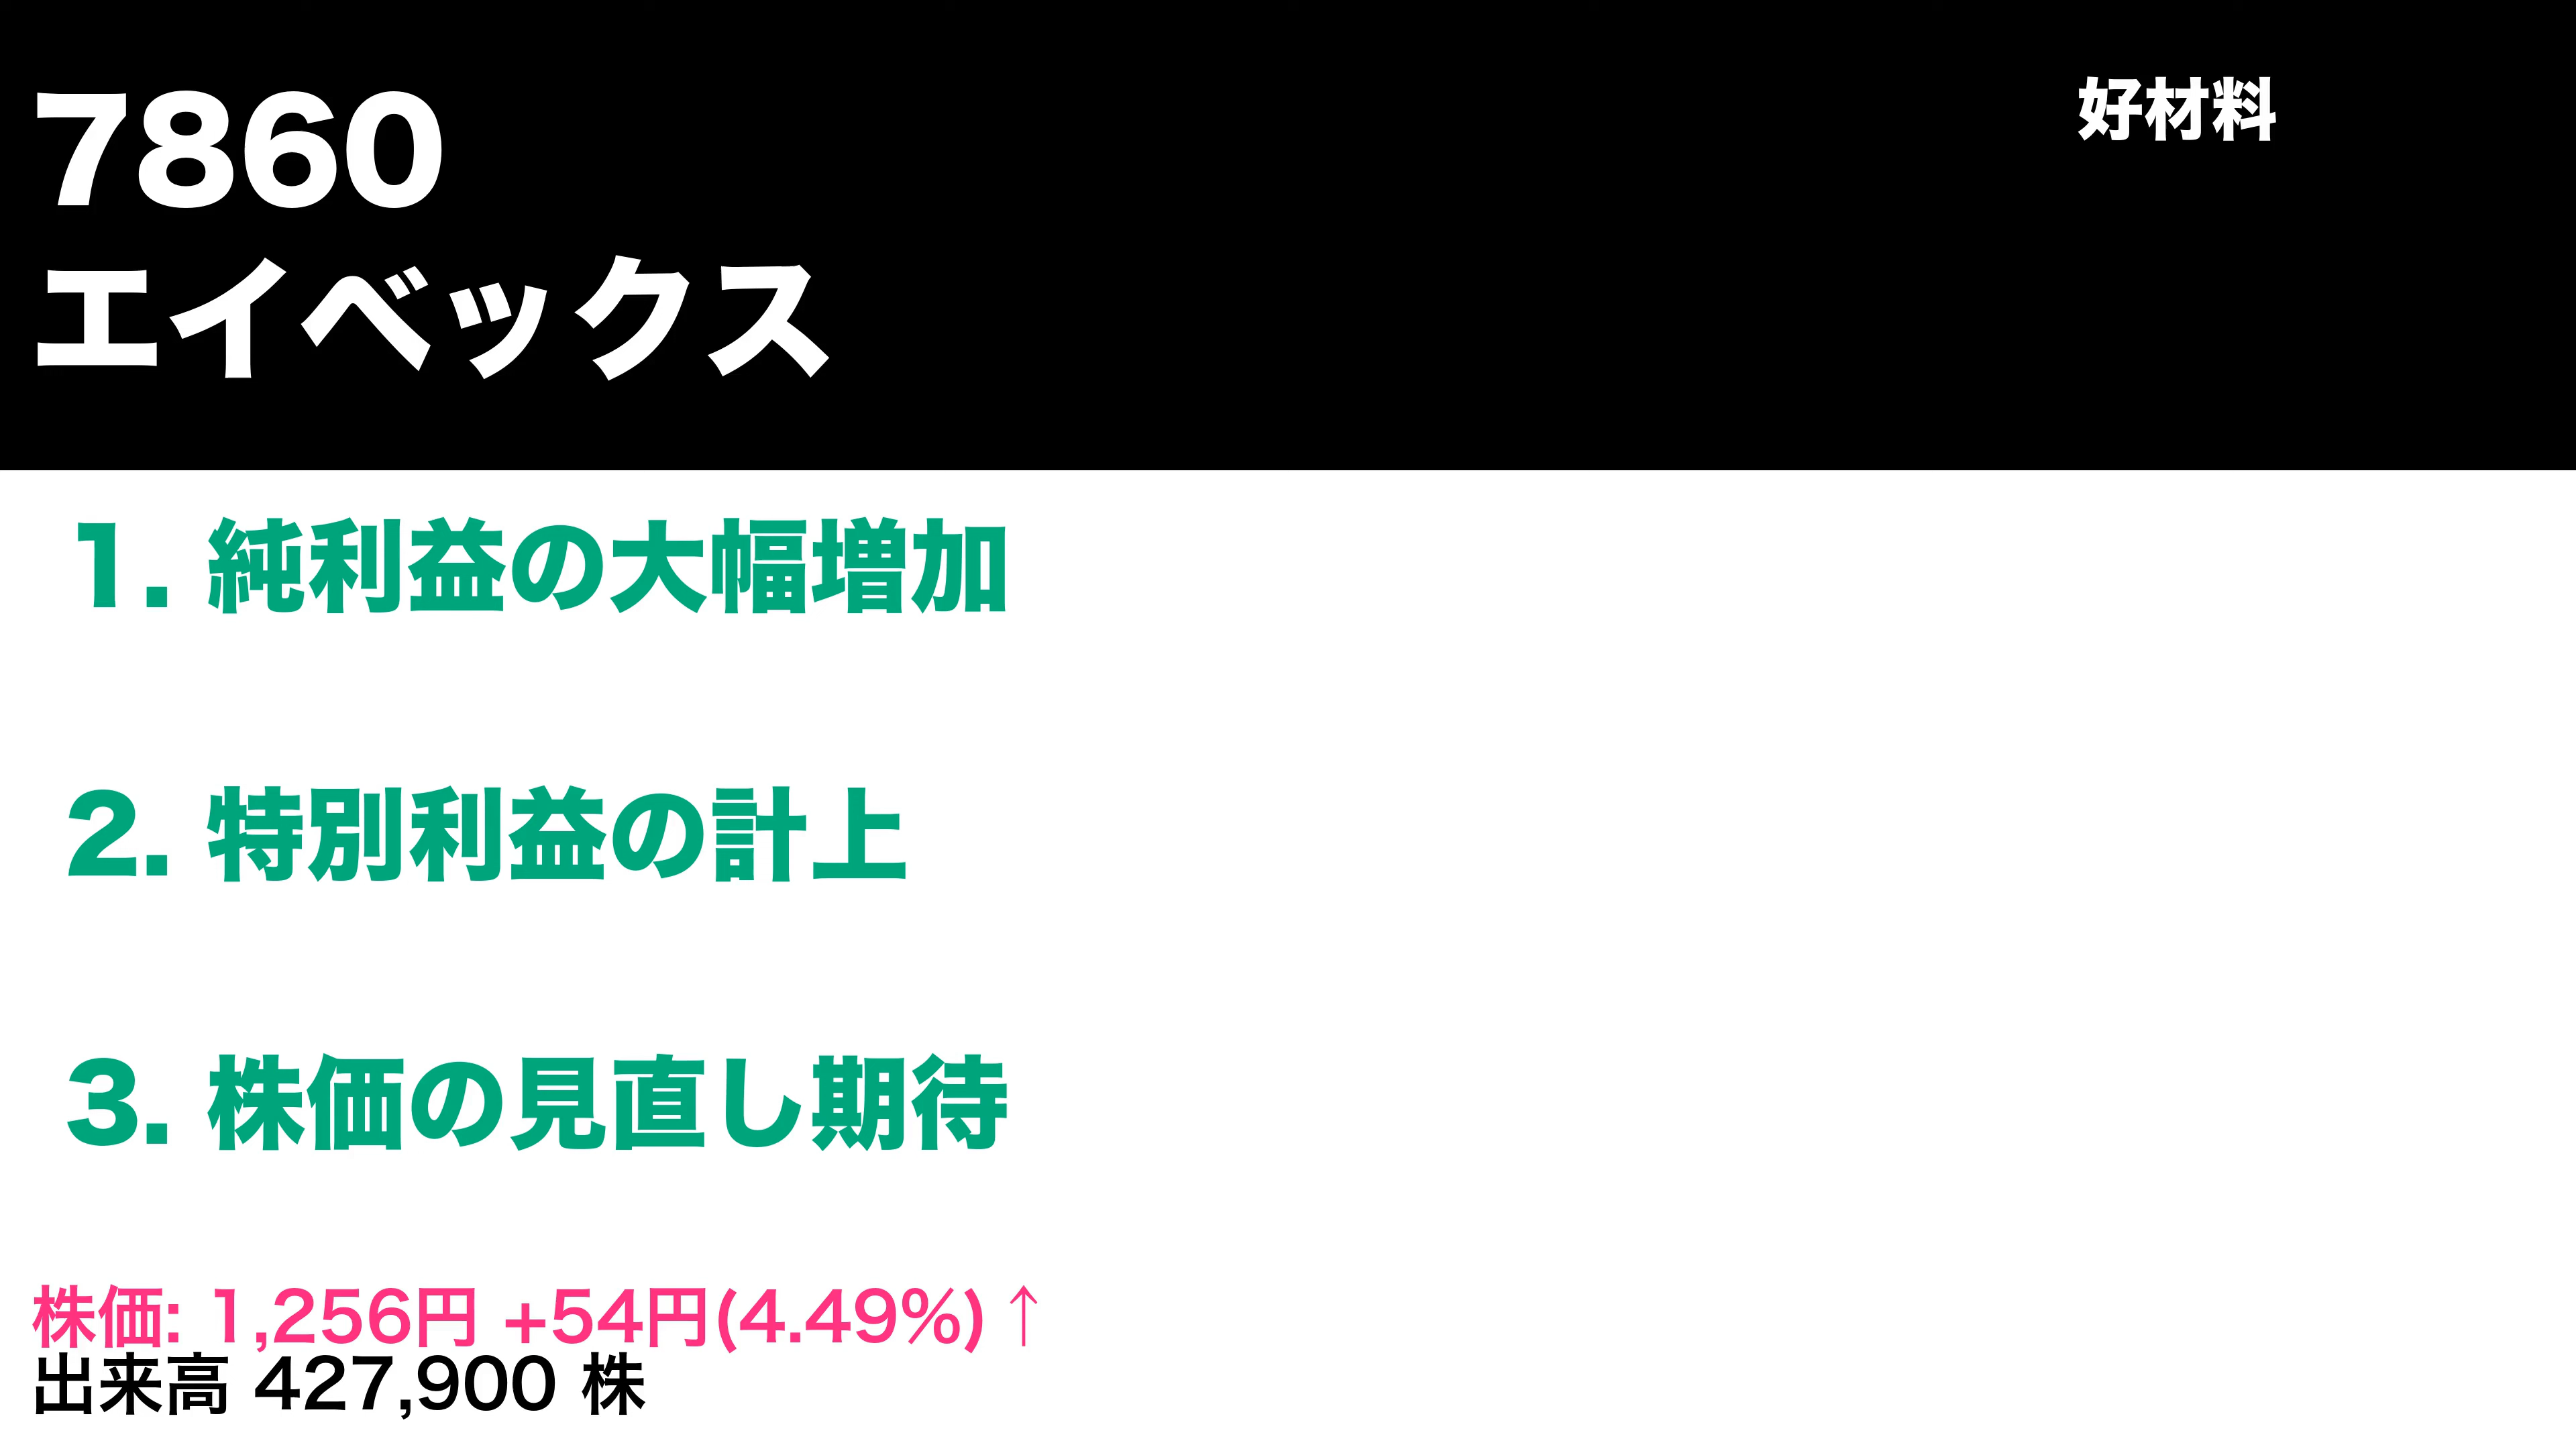 7860
好材料
エイベックス
1. 純利益の大幅増加
2. 特別利益の計上
3. 株価の見直し期待
株価: 1,256円 +54円(4.49%)↑
出来高 427,900 株